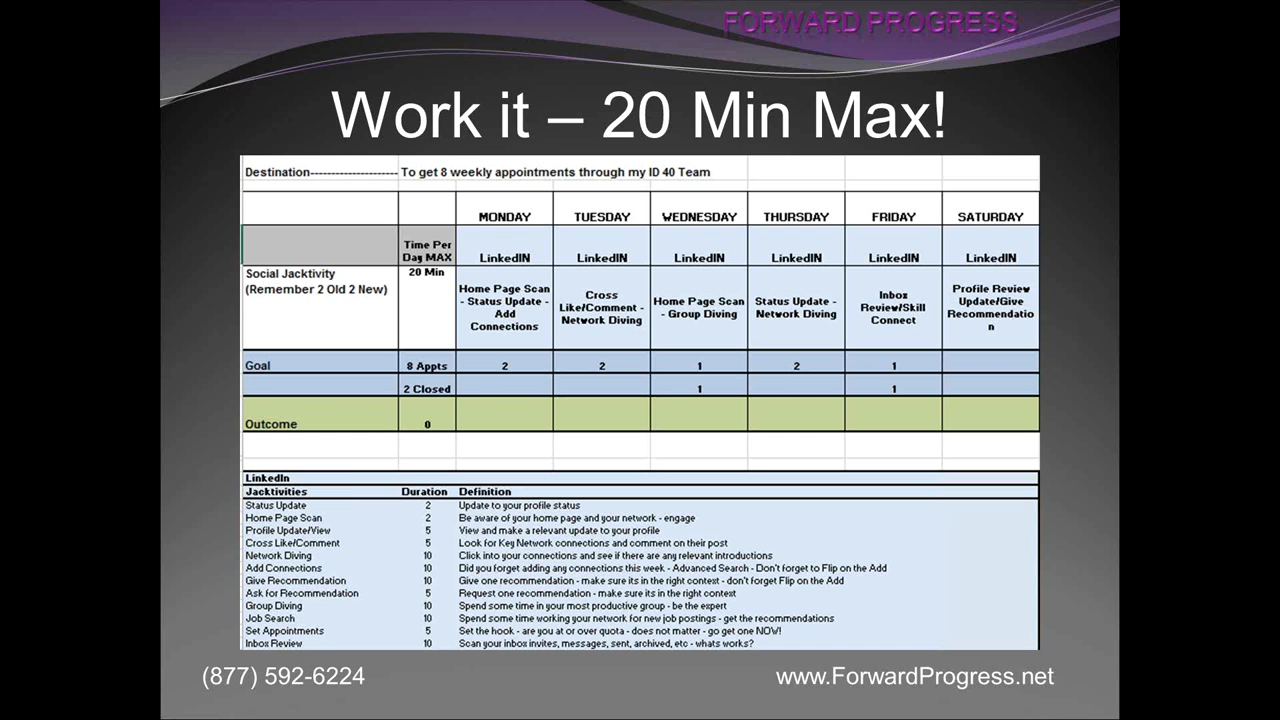 FORWARD PROGRESS
Work it – 20 Min Max!
Destination--------------------- To get 8 weekly appointments through my ID 40 Team
MONDAY TUESDAY WEDNESDAY THURSDAY FRIDAY SATURDAY
Time Per
Day MAX LinkedIN LinkedIN LinkedIN LinkedIN LinkedIN LinkedIN
Social Jacktivity
(Remember 2 Old 2 New)
20 Min
Home Page Scan
- Status Update -
Add
Connections
Cross
Like/Comment -
Network Diving
Home Page Scan
- Group Diving
Status Update -
Network Diving
Inbox
Review/Skill
Connect
Profile Review
Update/Give
Recommendatio
n
Goal 8 Appts 2 2 1 2 1
2 Closed 1 1
Outcome 0
LinkedIn
Jacktivities Duration Definition
Status Update 2 Update to your profile status
Home Page Scan 2 Be aware of your home page and your network - engage
Profile Update/View 5 View and make a relevant update to your profile
Cross Like/Comment 5 Look for Key Network connections and comment on their post
Network Diving 10 Click into your connections and see if there are any relevant introductions
Add Connections 10 Did you forget adding any connections this week - Advanced Search - Don't forget to Flip on the Add
Give Recommendation 10 Give one recommendation - make sure its in the right context - don't forget Flip on the Add
Ask for Recommendation 5 Request one recommendation - make sure its in the right context
Group Diving 10 Spend some time in your most productive group - be the expert
Job Search 10 Spend some time working your network for new job postings - get the recommendations
Set Appointments 5 Set the hook - are you at or over quota - does not matter - go get one NOW!
Inbox Review 10 Scan your inbox invites, messages, sent, archived, etc - whats works?
(877) 592-6224
www.ForwardProgress.net